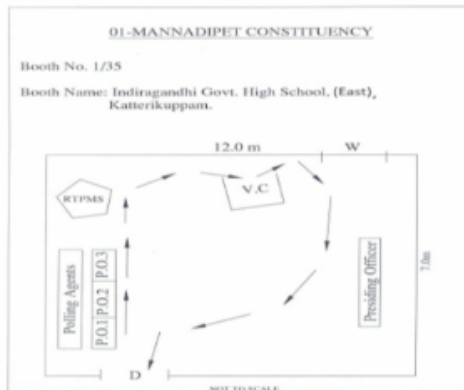 01-MANNADIPET CONSTITUENCY
Booth No. 1/35
Booth Name: Indiragandhi Govt. High School, (East),
Katterikuppam.
12.0 m
W
RTPMS
V.C
Polling Agents
P.O.1 P.O.2 P.O.3
Presiding Officer
7.0m
D
NOT TO SCALE